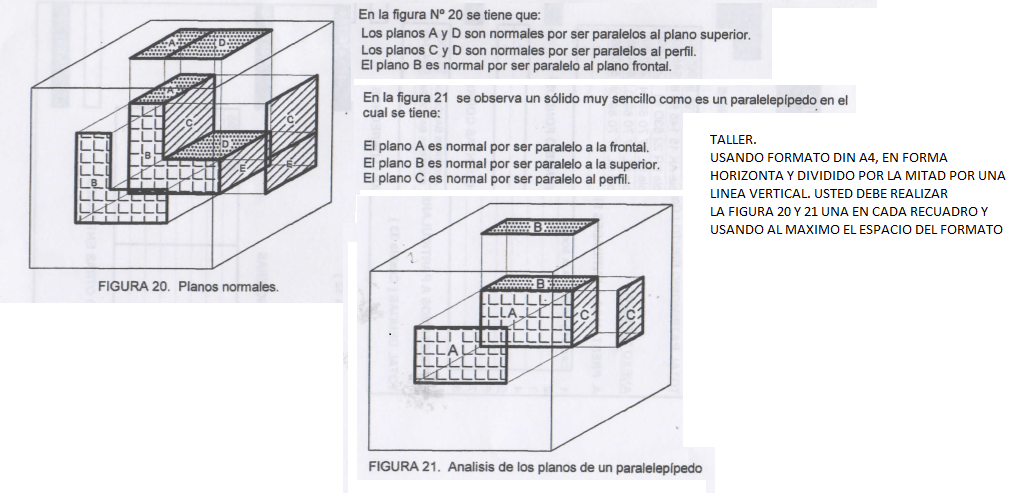 En la figura Nº 20 se tiene que:
Los planos A y D son normales por ser paralelos al plano superior.
Los planos C y D son normales por ser paralelos al perfil.
El plano B es normal por ser paralelo al plano frontal.
A D
A
C
C
B
D
B
E
E
FIGURA 20. Planos normales.
En la figura 21 se observa un sólido muy sencillo como es un paralelepípedo en el
cual se tiene:
El plano A es normal por ser paralelo a la frontal.
El plano B es normal por ser paralelo a la superior.
El plano C es normal por ser paralelo al perfil.
TALLER.
USANDO FORMATO DIN A4, EN FORMA
HORIZONTA Y DIVIDIDO POR LA MITAD POR UNA
LINEA VERTICAL. USTED DEBE REALIZAR
LA FIGURA 20 Y 21 UNA EN CADA RECUADRO Y
USANDO AL MAXIMO EL ESPACIO DEL FORMATO
B
B
A C C
A
FIGURA 21. Analisis de los planos de un paralelepípedo